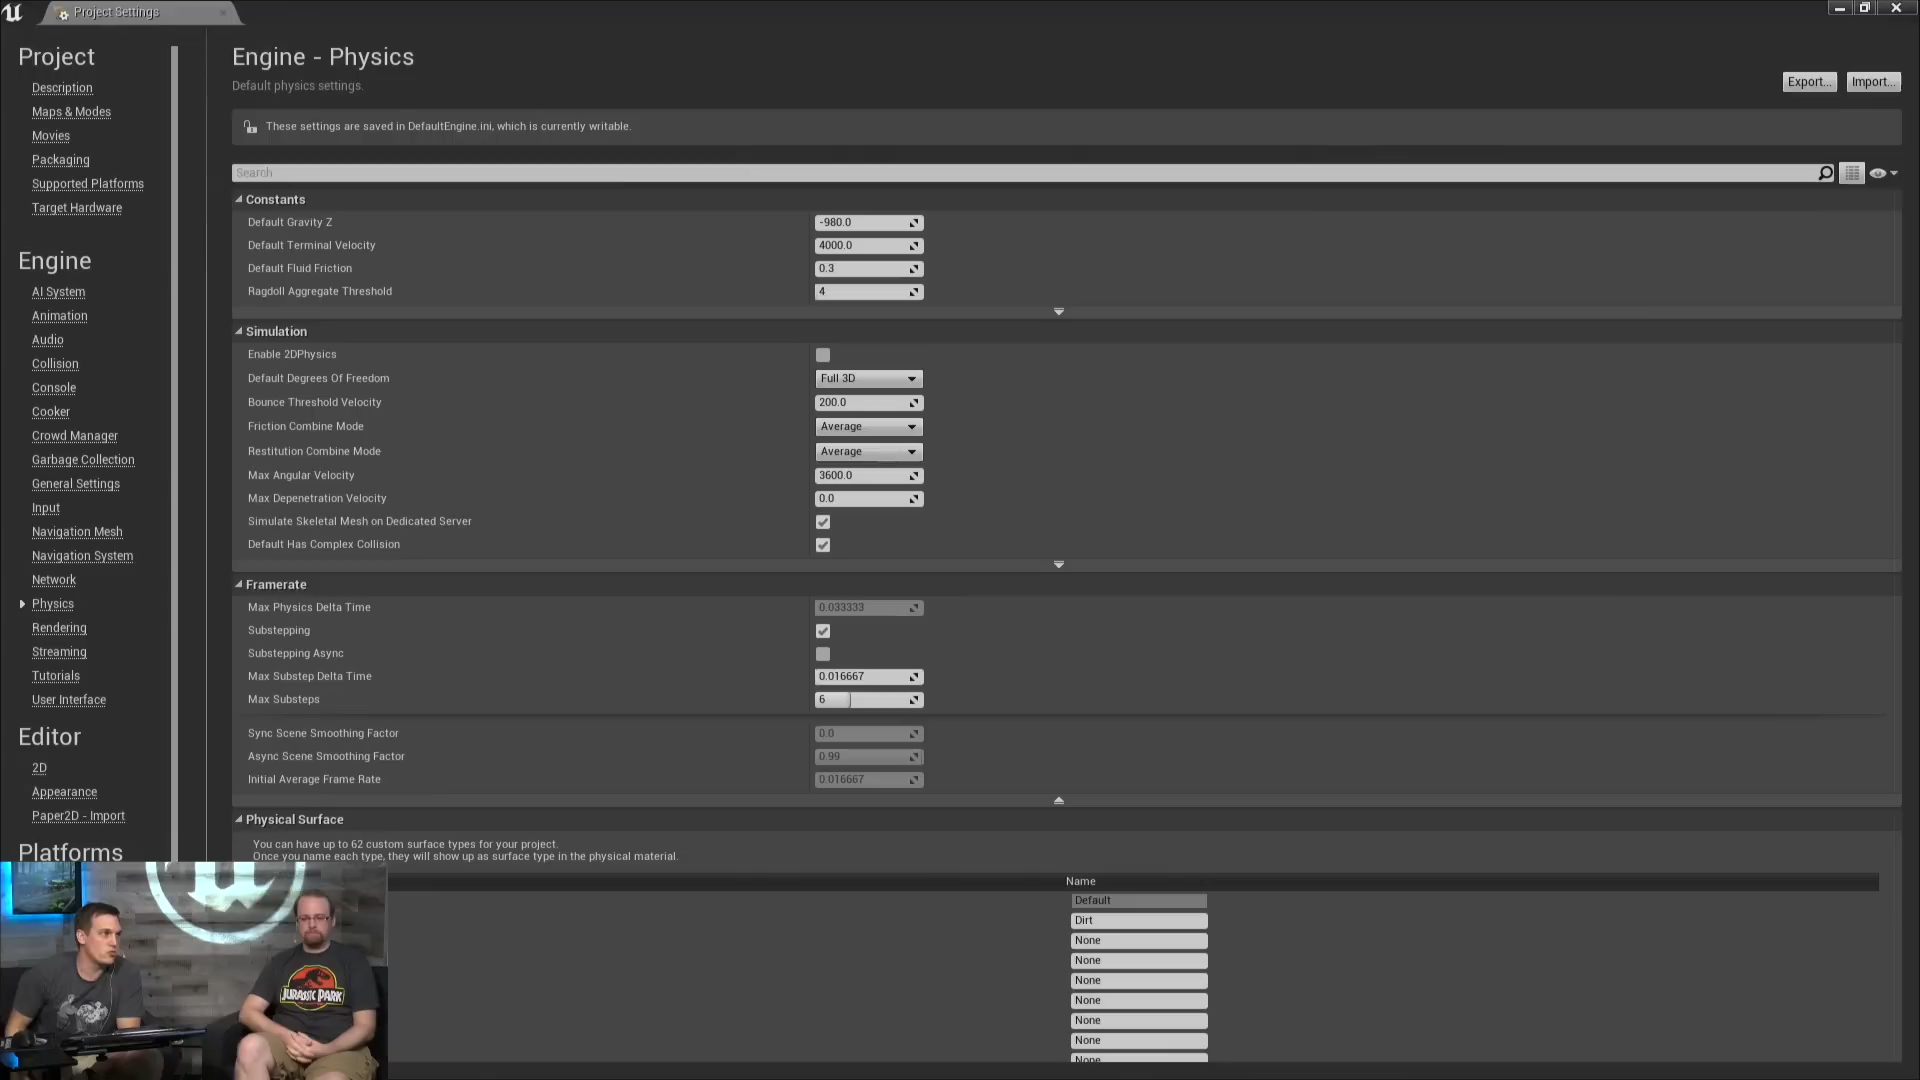 Project Settings
Project
Description
Maps & Modes
Movies
Packaging
Supported Platforms
Target Hardware
Engine
AI System
Animation
Audio
Collision
Console
Cooker
Crowd Manager
Garbage Collection
General Settings
Input
Navigation Mesh
Navigation System
Network
Physics
Rendering
Streaming
Tutorials
User Interface
Editor
2D
Appearance
Paper2D - Import
Platforms
Engine - Physics
Default physics settings.
Export...
Import...
These settings are saved in DefaultEngine.ini, which is currently writable.
Search
Constants
Default Gravity Z
-980.0
Default Terminal Velocity
4000.0
Default Fluid Friction
0.3
Ragdoll Aggregate Threshold
4
Simulation
Enable 2DPhysics
Default Degrees Of Freedom
Full 3D
Bounce Threshold Velocity
200.0
Friction Combine Mode
Average
Restitution Combine Mode
Average
Max Angular Velocity
3600.0
Max Depenetration Velocity
0.0
Simulate Skeletal Mesh on Dedicated Server
Default Has Complex Collision
Framerate
Max Physics Delta Time
0.033333
Substepping
Substepping Async
Max Substep Delta Time
0.016667
Max Substeps
6
Sync Scene Smoothing Factor
0.0
Async Scene Smoothing Factor
0.99
Initial Average Frame Rate
0.016667
Physical Surface
You can have up to 62 custom surface types for your project.
Once you name each type, they will show up as surface type in the physical material.
Name
Default
Dirt
None
None
None
None
None
None
None
JURASSIC PARK